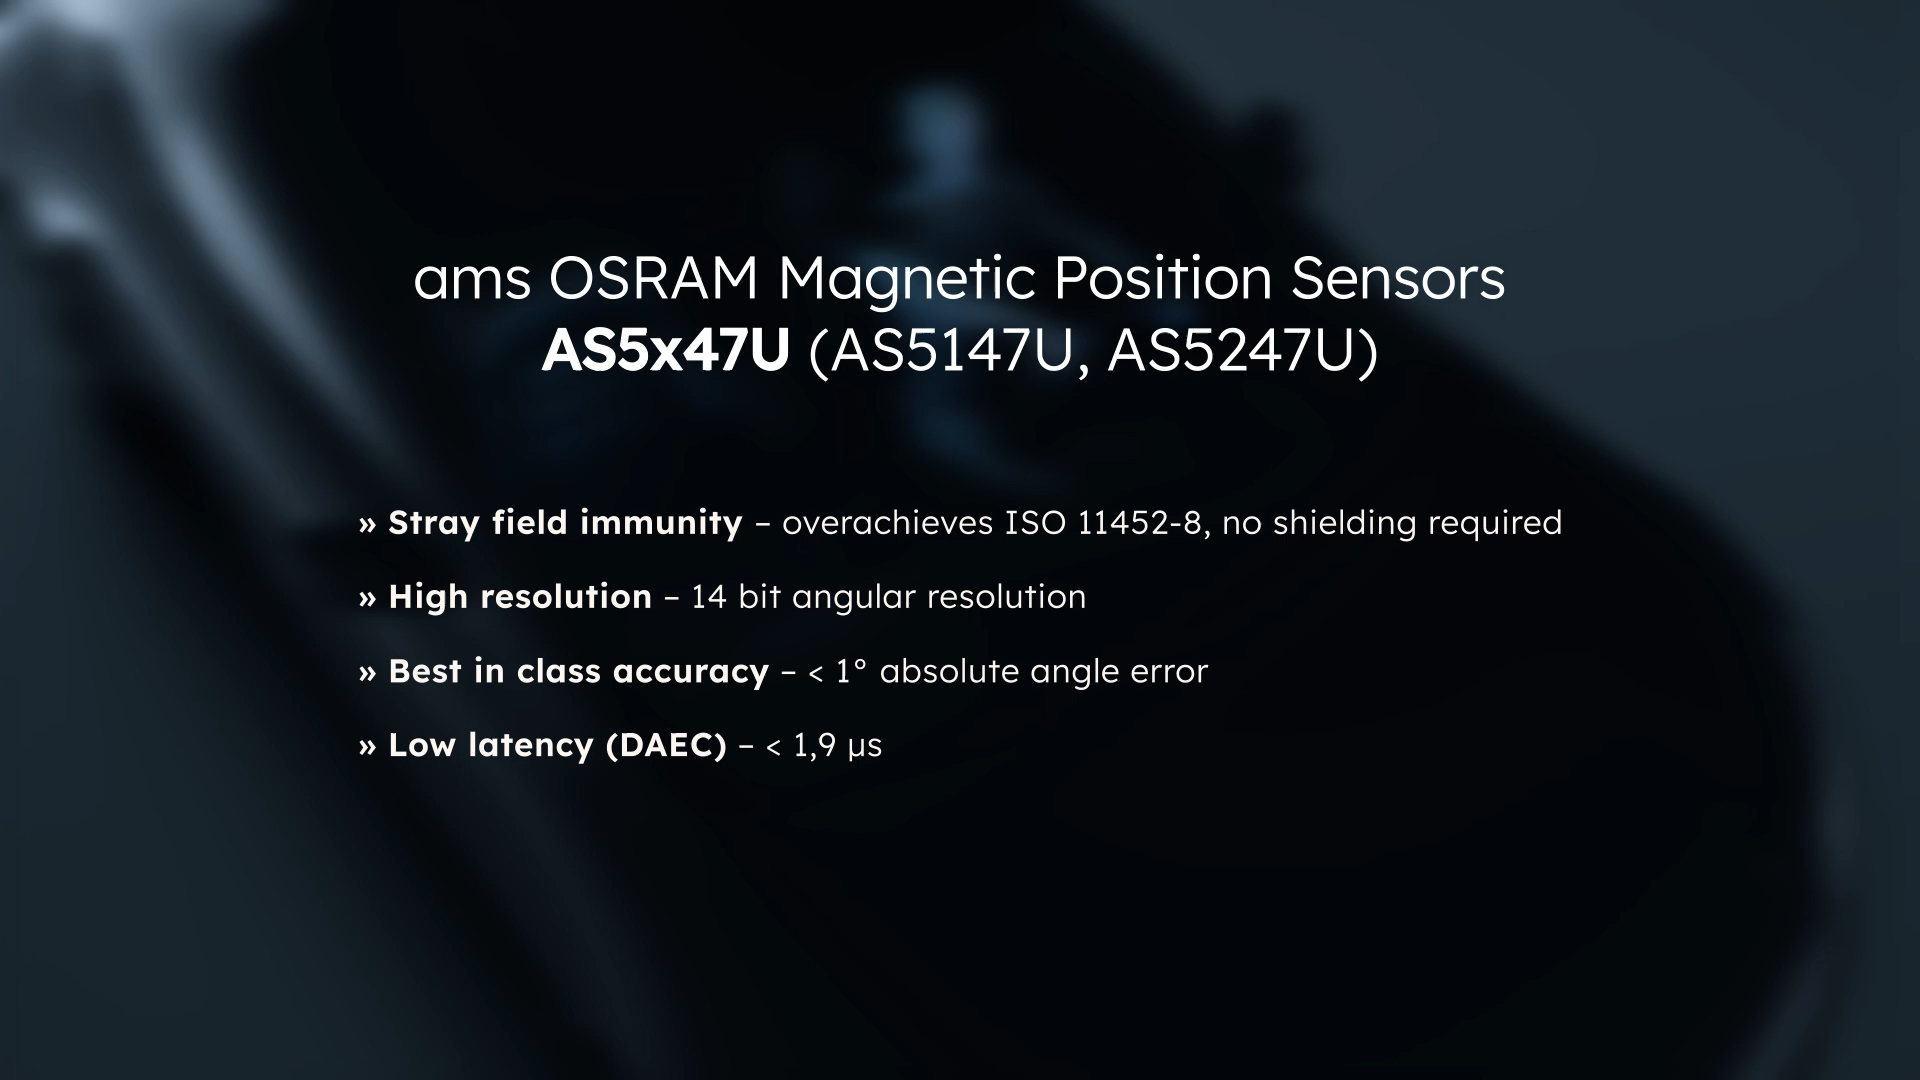 ams OSRAM Magnetic Position Sensors
AS5x47U (AS5147U, AS5247U)
» Stray field immunity – overachieves ISO 11452-8, no shielding required
» High resolution – 14 bit angular resolution
» Best in class accuracy – < 1° absolute angle error
» Low latency (DAEC) – < 1,9 µs